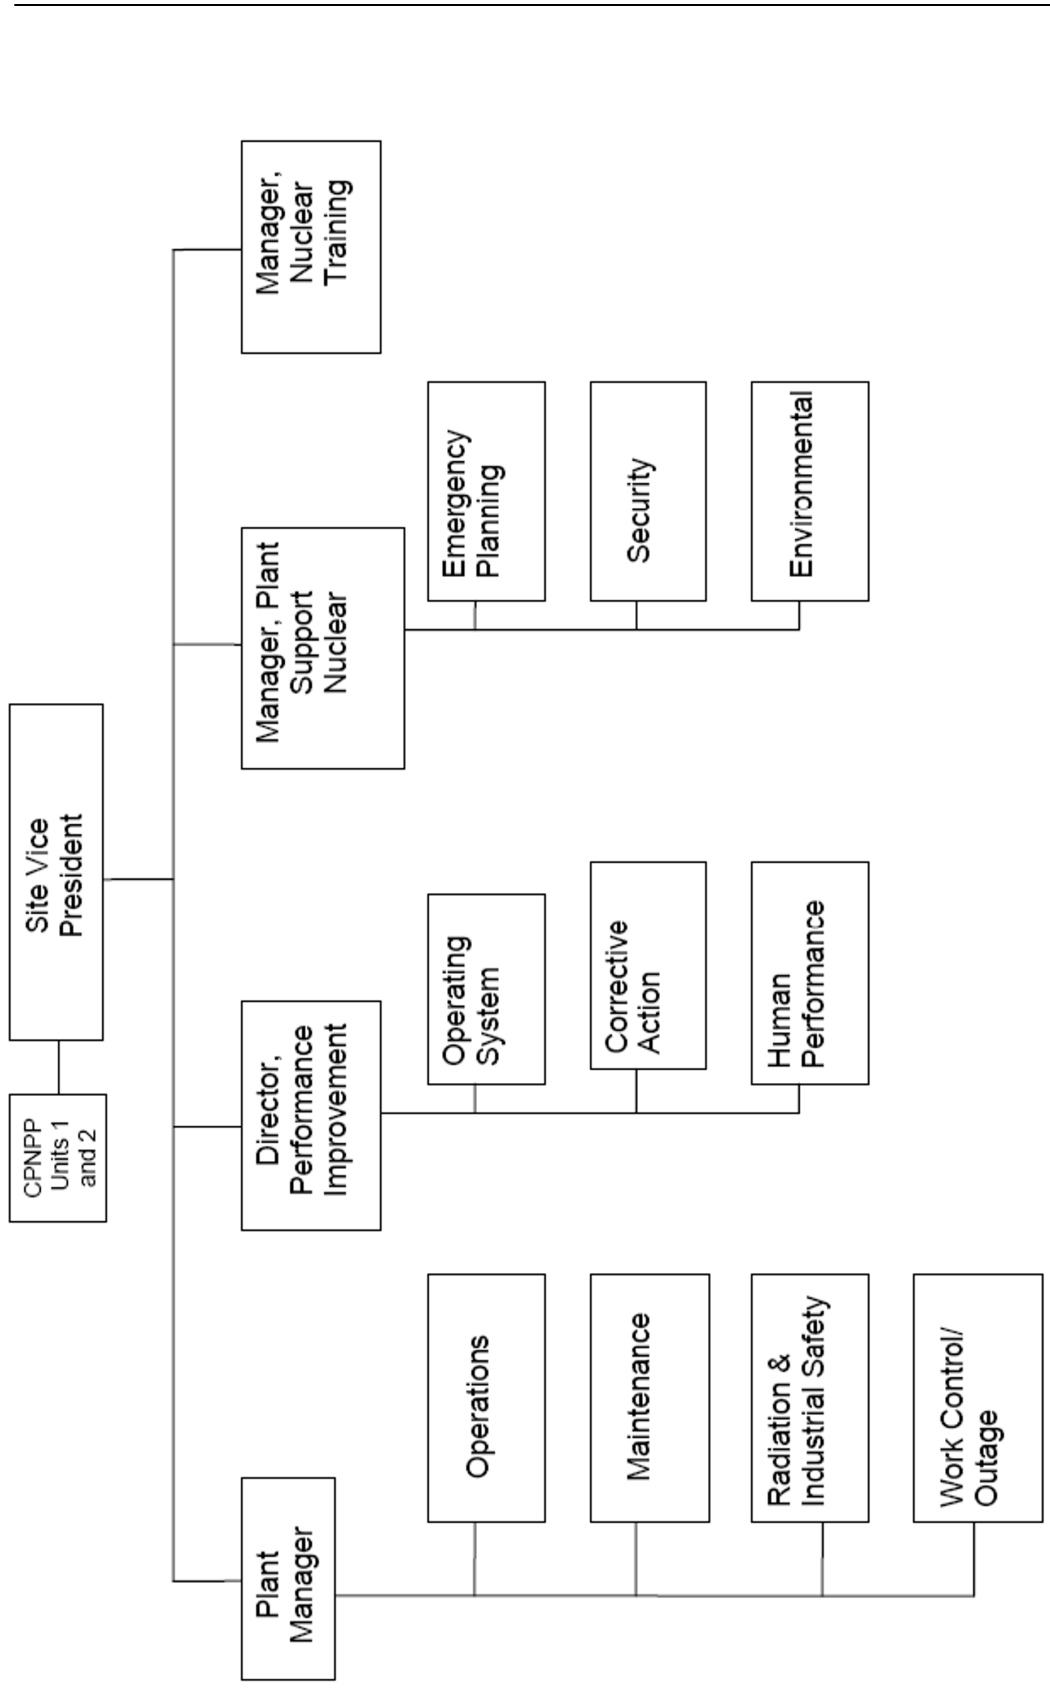 CPNPP
Units 1
and 2
Site Vice
President
Plant
Manager
Operations
Maintenance
Radiation &
Industrial Safety
Work Control/
Outage
Director,
Performance
Improvement
Operating
System
Corrective
Action
Human
Performance
Manager, Plant
Support
Nuclear
Emergency
Planning
Security
Environmental
Manager,
Nuclear
Training